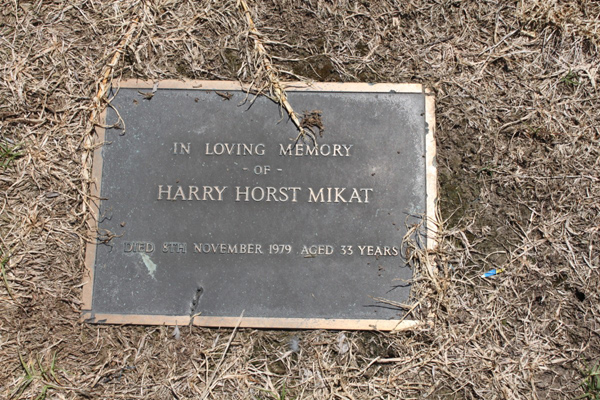 IN LOVING MEMORY
- OF -
HARRY HORST MIKAT
DIED 8TH NOVEMBER 1979 AGED 33 YEARS